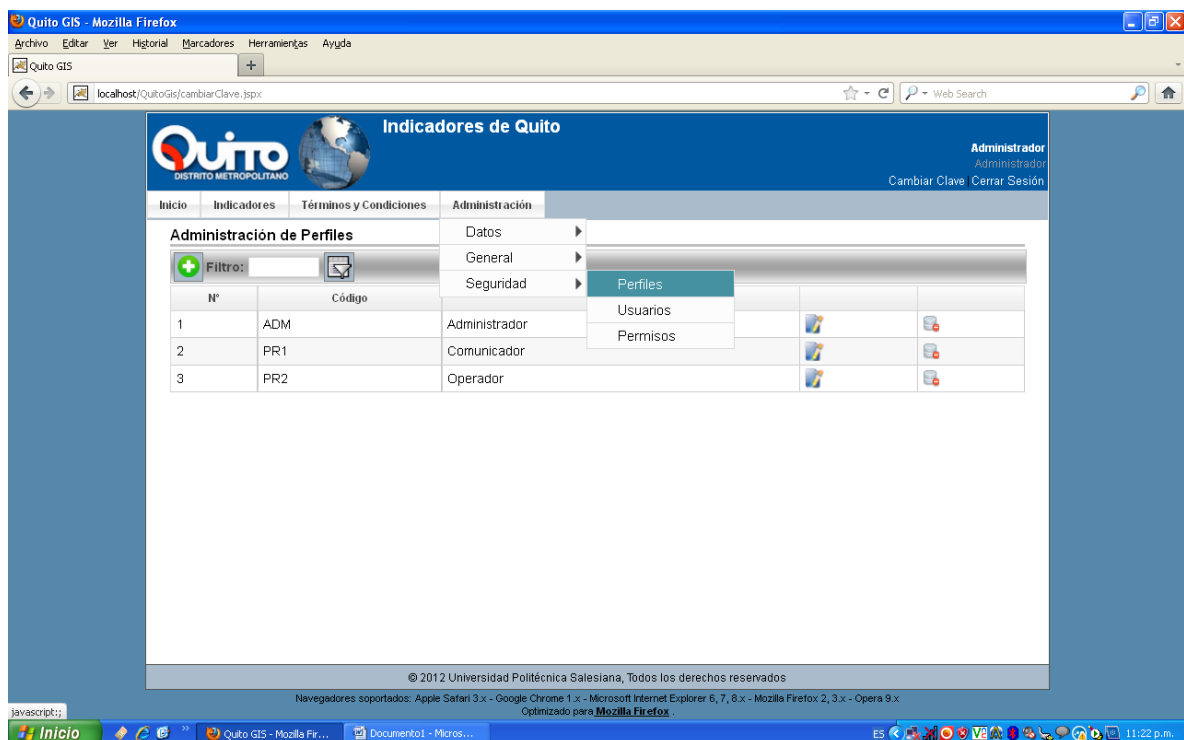 Quito GIS - Mozilla Firefox
Archivo Editar Ver Historial Marcadores Herramientas Ayuda
Quito GIS
localhost/QuitoGis/cambiarClave.jspx
Web Search
QUITO
DISTRITO METROPOLITANO
Indicadores de Quito
Administrador
Administrador
Cambiar Clave | Cerrar Sesión
Inicio Indicadores Términos y Condiciones Administración
Datos
General
Seguridad
Perfiles
Usuarios
Permisos
Administración de Perfiles
Filtro:
N° Código
1 ADM Administrador
2 PR1 Comunicador
3 PR2 Operador
© 2012 Universidad Politécnica Salesiana, Todos los derechos reservados
Navegadores soportados: Apple Safari 3.x - Google Chrome 1.x - Microsoft Internet Explorer 6, 7, 8.x - Mozilla Firefox 2, 3.x - Opera 9.x
Optimizado para Mozilla Firefox .
javascript:;
Inicio
Quito GIS - Mozilla Fir...
Documento1 - Micros...
ES
11:22 p.m.